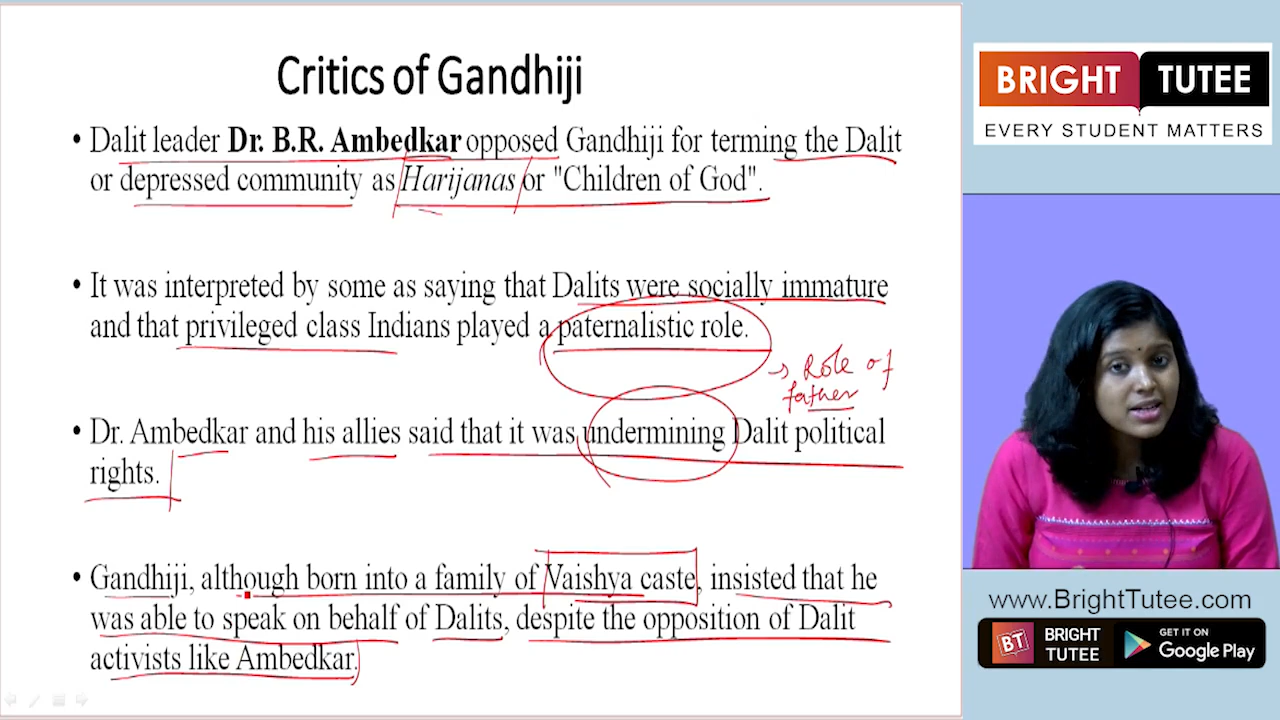 Critics of Gandhiji
• Dalit leader Dr. B.R. Ambedkar opposed Gandhiji for terming the Dalit
or depressed community as Harijanas or "Children of God".
• It was interpreted by some as saying that Dalits were socially immature
and that privileged class Indians played a paternalistic role.
→ Role of
father
• Dr. Ambedkar and his allies said that it was undermining Dalit political
rights.
• Gandhiji, although born into a family of Vaishya caste, insisted that he
was able to speak on behalf of Dalits, despite the opposition of Dalit
activists like Ambedkar.
BRIGHT TUTEE
EVERY STUDENT MATTERS
www.BrightTutee.com
BT BRIGHT TUTEE
GET IT ON
Google Play